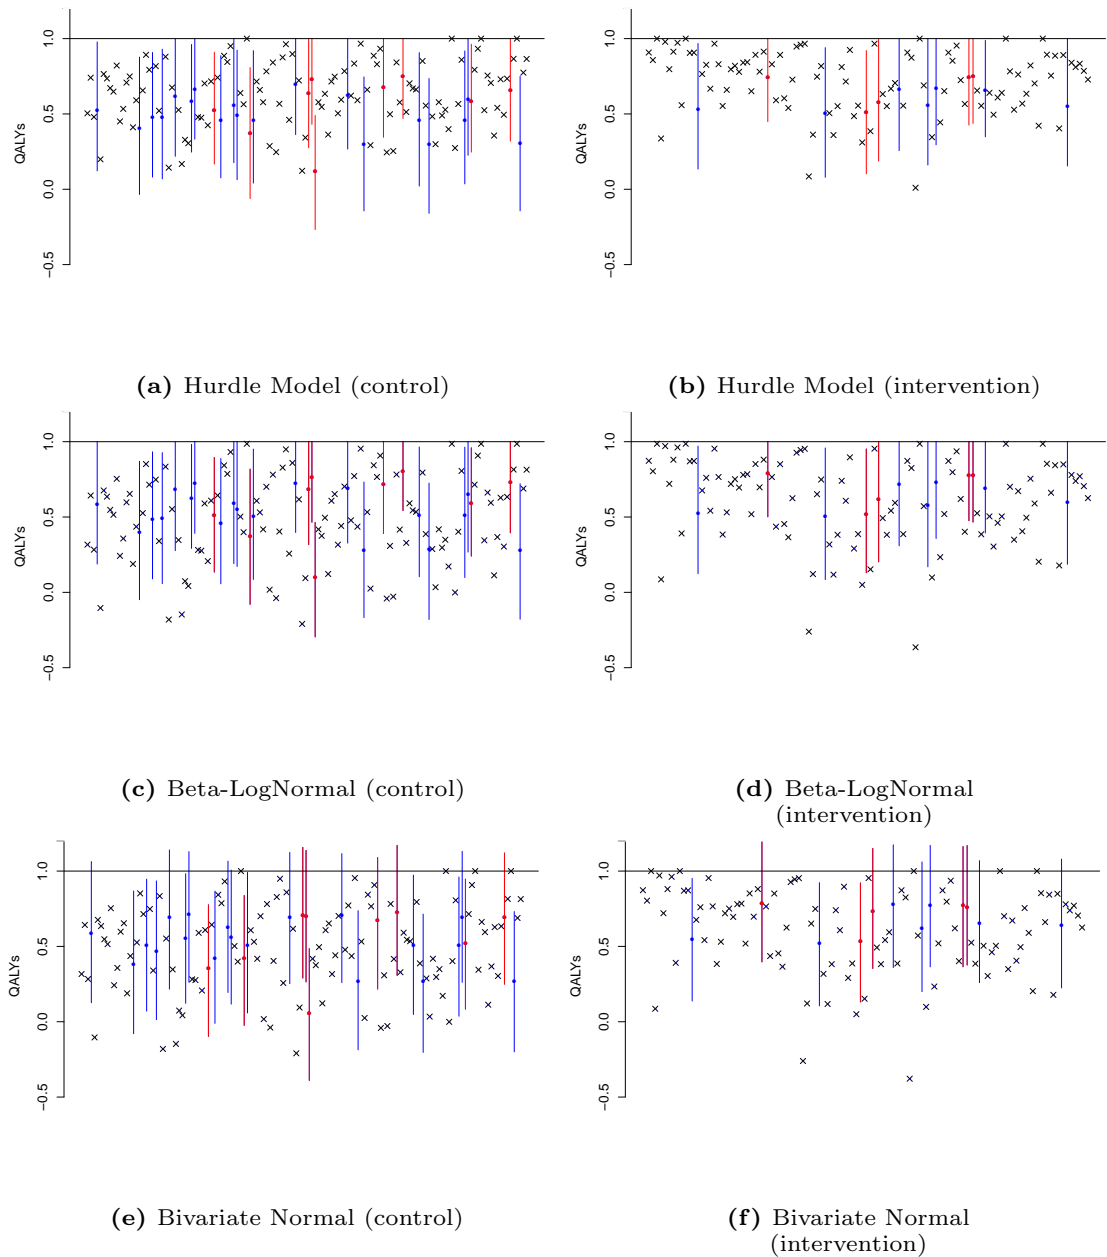 1.0
0.5
0.0
−0.5
QALYs
1.0
0.5
0.0
−0.5
QALYs
(a) Hurdle Model (control)
(b) Hurdle Model (intervention)
1.0
0.5
0.0
−0.5
QALYs
1.0
0.5
0.0
−0.5
QALYs
(c) Beta-LogNormal (control)
(d) Beta-LogNormal
(intervention)
1.0
0.5
0.0
−0.5
QALYs
1.0
0.5
0.0
−0.5
QALYs
(e) Bivariate Normal (control)
(f) Bivariate Normal
(intervention)